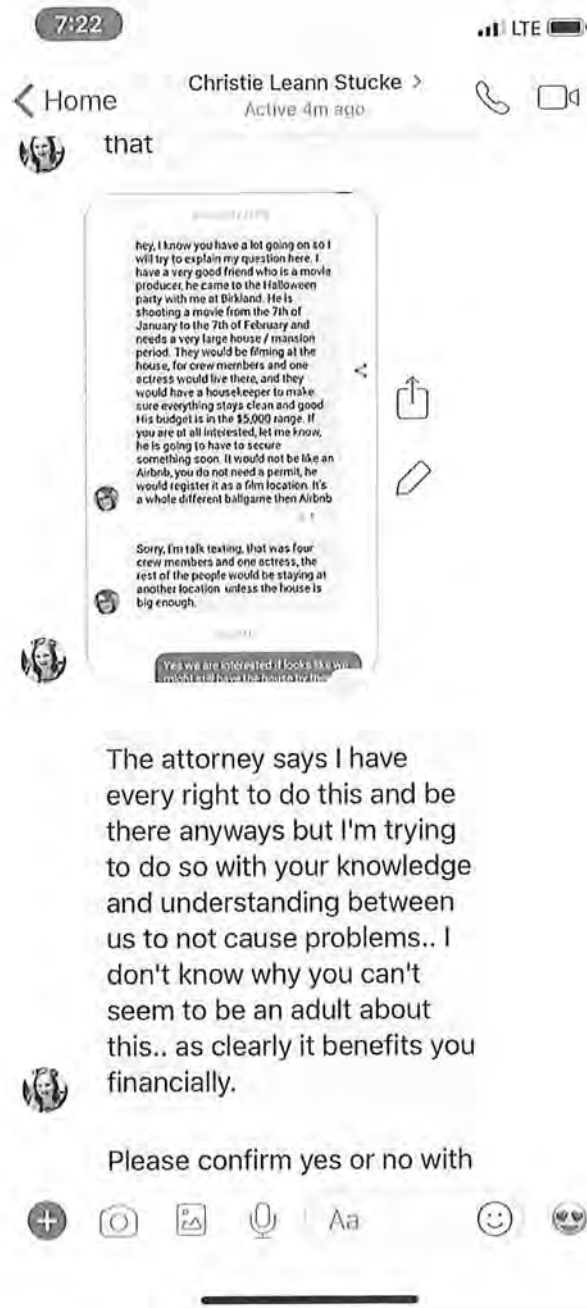 7:22
LTE
Home
Christie Leann Stucke >
Active 4m ago
that
hey, I know you have a lot going on so I
will try to explain my question here. I
have a very good friend who is a movie
producer, he came to the Halloween
party with me at Birkland. He is
shooting a movie from the 7th of
January to the 7th of February and
needs a very large house / mansion
period. They would be filming at the
house, for crew members and one
actress would live there, and they
would have a housekeeper to make
sure everything stays clean and good
His budget is in the $5,000 range. If
you are at all interested, let me know,
he is going to have to secure
something soon. It would not be like an
Airbnb, you do not need a permit, he
would register it as a film location. It's
a whole different ballgame then Airbnb
Sorry, I'm talk texting, that was four
crew members and one actress, the
rest of the people would be staying at
another location unless the house is
big enough.
Yes we are interested if looks like we
might still have the house by
The attorney says I have
every right to do this and be
there anyways but I'm trying
to do so with your knowledge
and understanding between
us to not cause problems.. I
don't know why you can't
seem to be an adult about
this.. as clearly it benefits you
financially.
Please confirm yes or no with
Aa